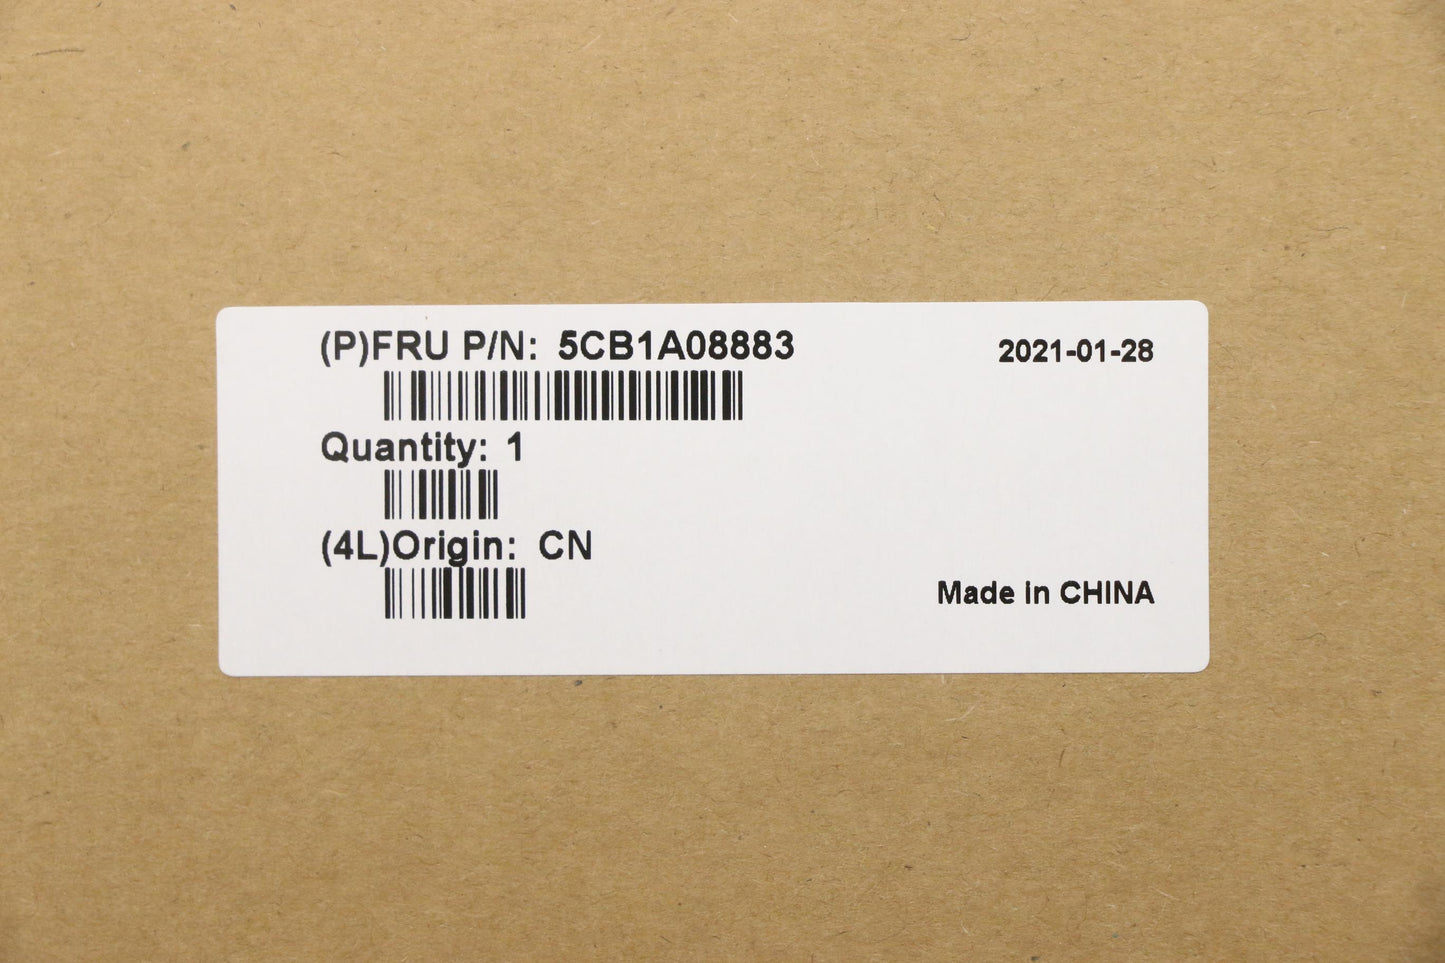 (P)FRU P/N: 5CB1A08883
2021-01-28
Quantity: 1
(4L)Origin: CN
Made in CHINA